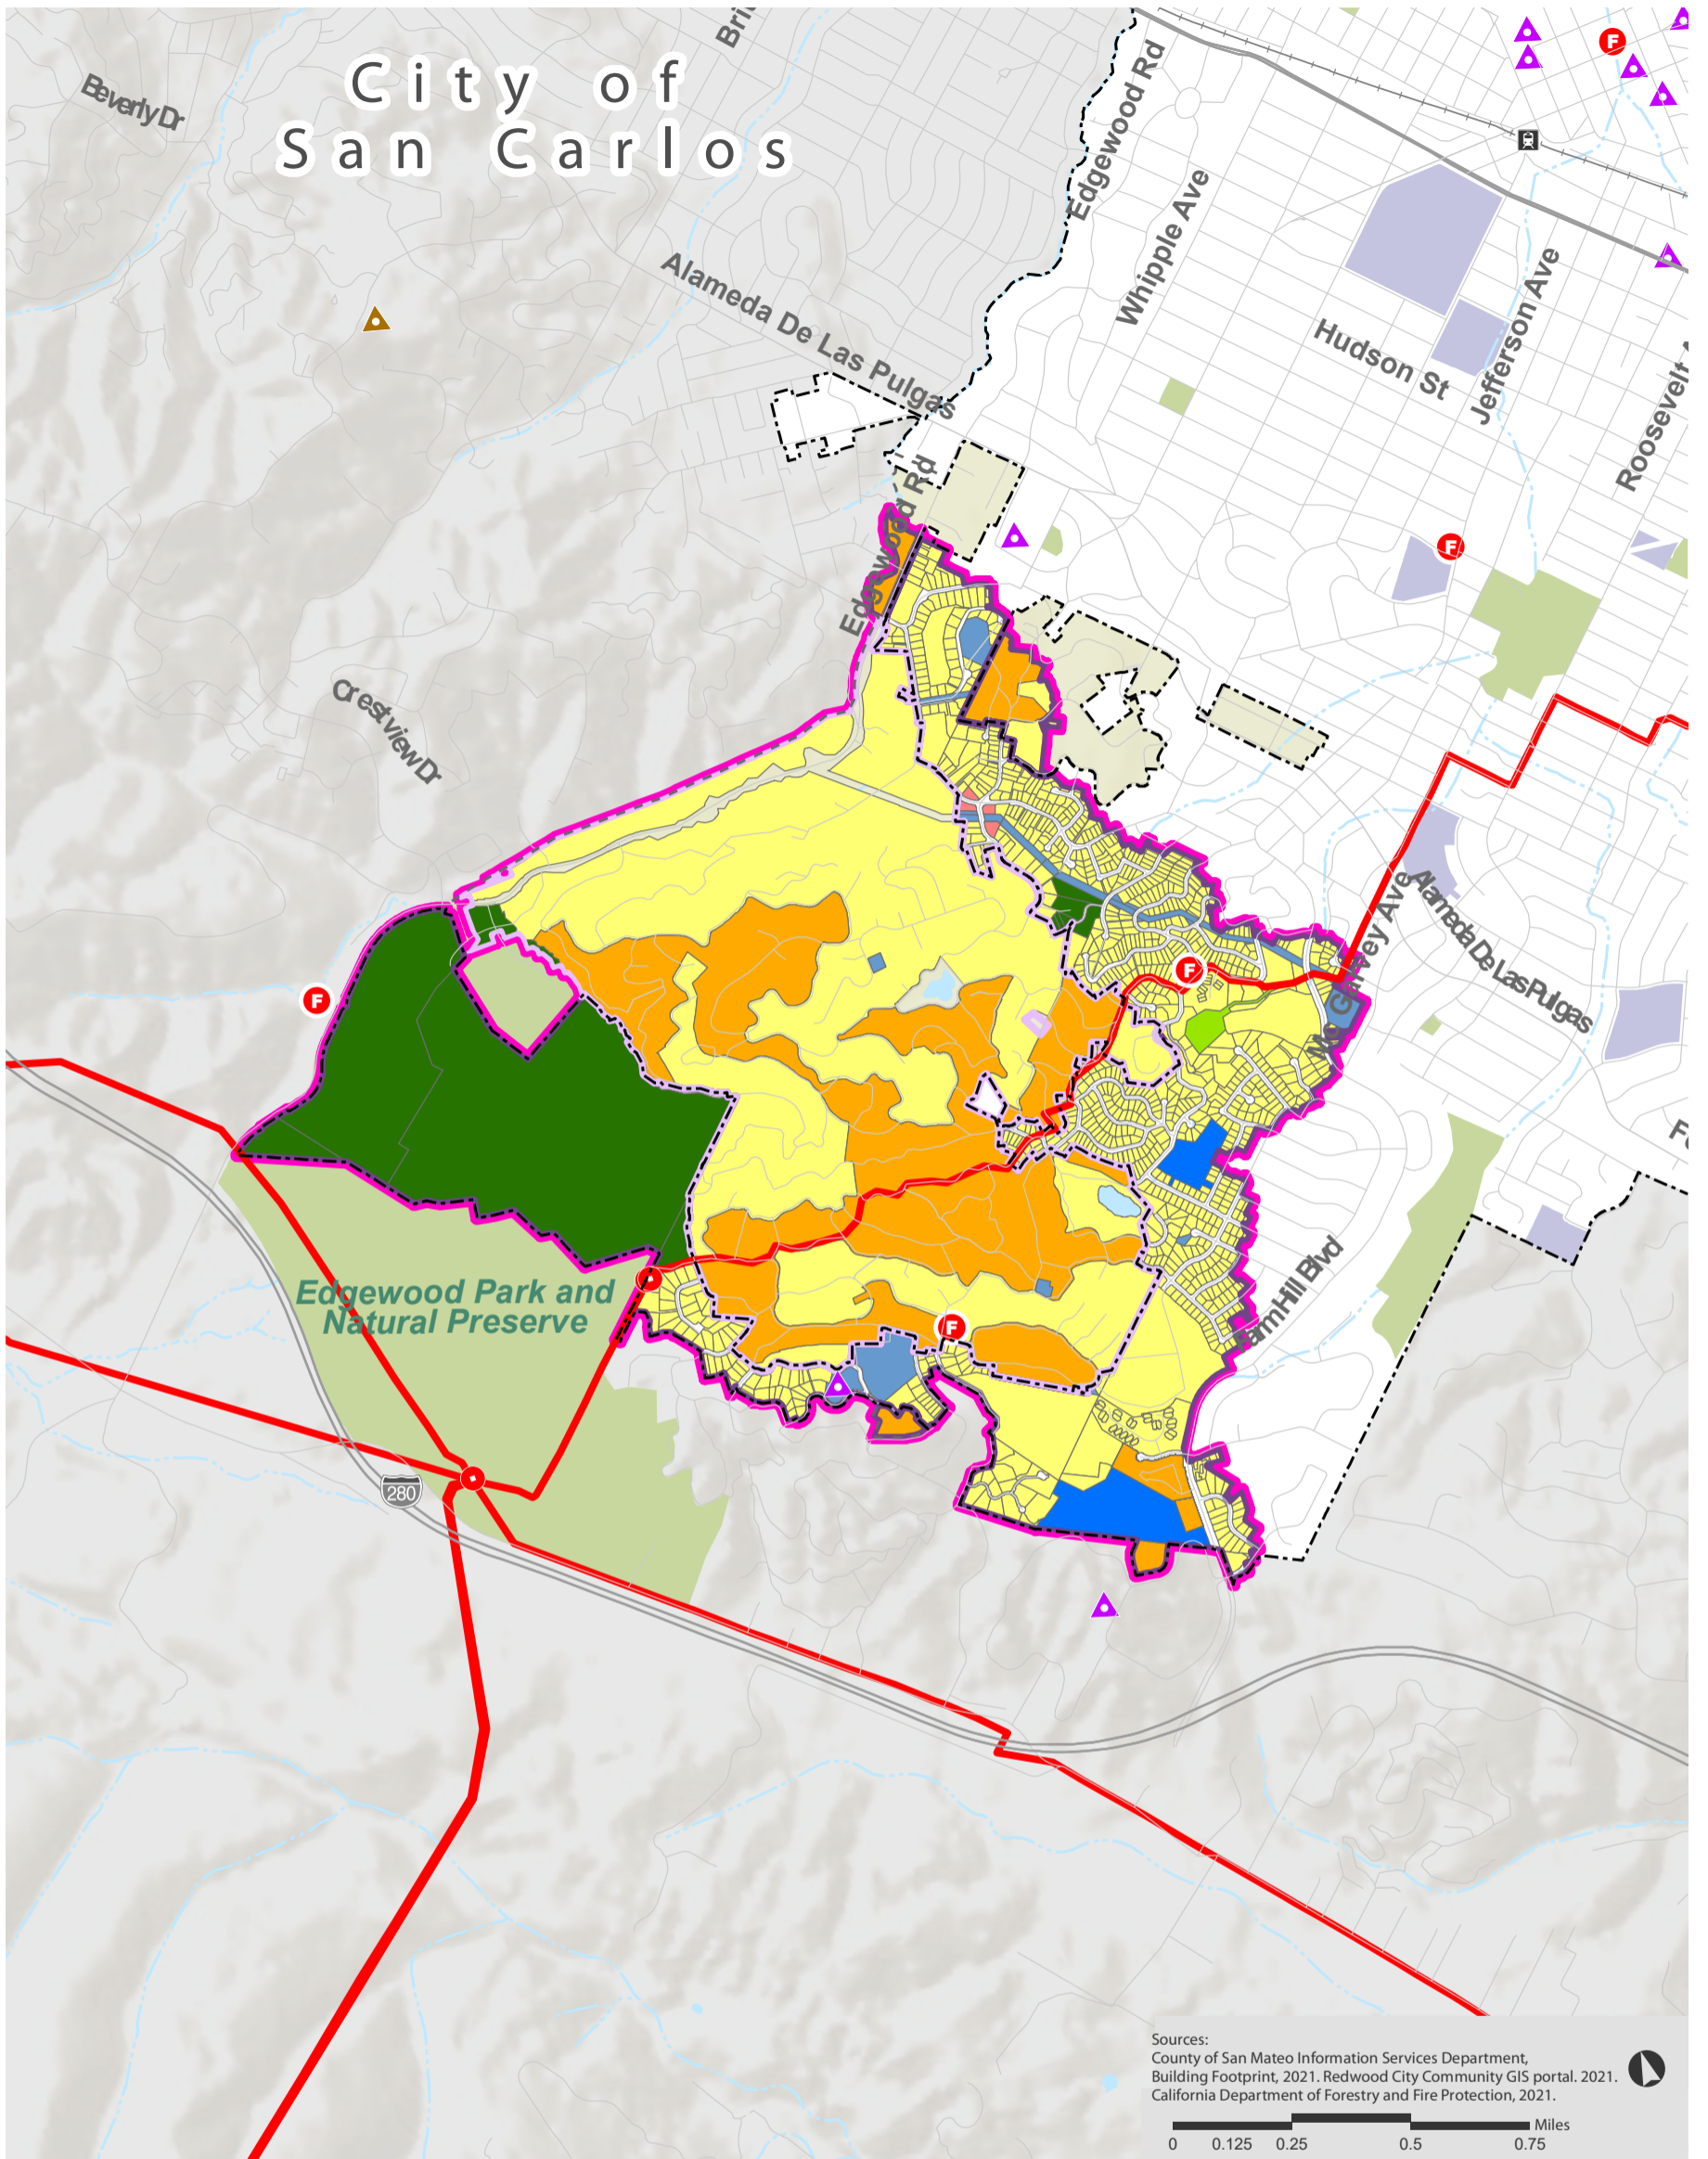 City of
San Carlos
Beverly Dr
Edgewood Rd
Whipple Ave
Alameda De Las Pulgas
Hudson St
Jefferson Ave
Roosevelt
F
F
Edgewood Rd
Crestview Dr
Alameda De Las Pulgas
Mc Garvey Ave
F
F
F
Farm Hill Blvd
Edgewood Park and
Natural Preserve
280
Sources:
County of San Mateo Information Services Department,
Building Footprint, 2021. Redwood City Community GIS portal. 2021.
California Department of Forestry and Fire Protection, 2021.
Miles
0 0.125 0.25 0.5 0.75